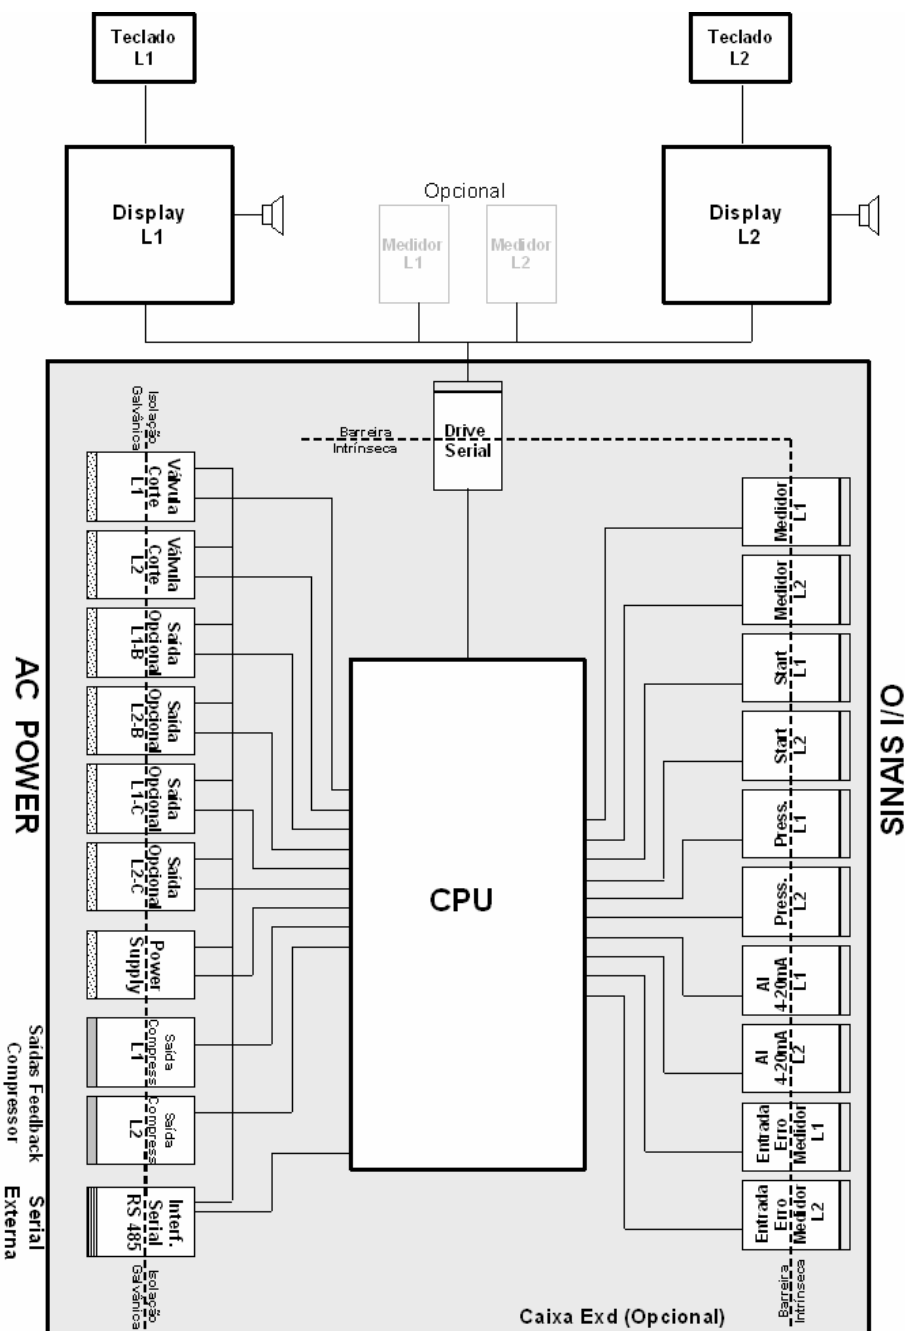 Teclado
L1
Teclado
L2
Display
L1
Opcional
Medidor
L1
Medidor
L2
Display
L2
Isolação
Galvânica
Barreira
Intrínseca
Drive
Serial
Válvula
Corte
L1
Válvula
Corte
L2
Saída
Opcional
L1-B
Saída
Opcional
L2-B
Saída
Opcional
L1-C
Saída
Opcional
L2-C
Power
Supply
Saída
Compress
L1
Saída
Compress
L2
Interf.
Serial
RS 485
Isolação
Galvânica
AC POWER
Saídas Feedback
Compressor
Serial
Externa
CPU
Medidor
L1
Medidor
L2
Start
L1
Start
L2
Press.
L1
Press.
L2
AI
4-20mA
L1
AI
4-20mA
L2
Entrada
Erro
Medidor
L1
Entrada
Erro
Medidor
L2
Barreira
Intrínseca
SINAIS I/O
Caixa Exd (Opcional)